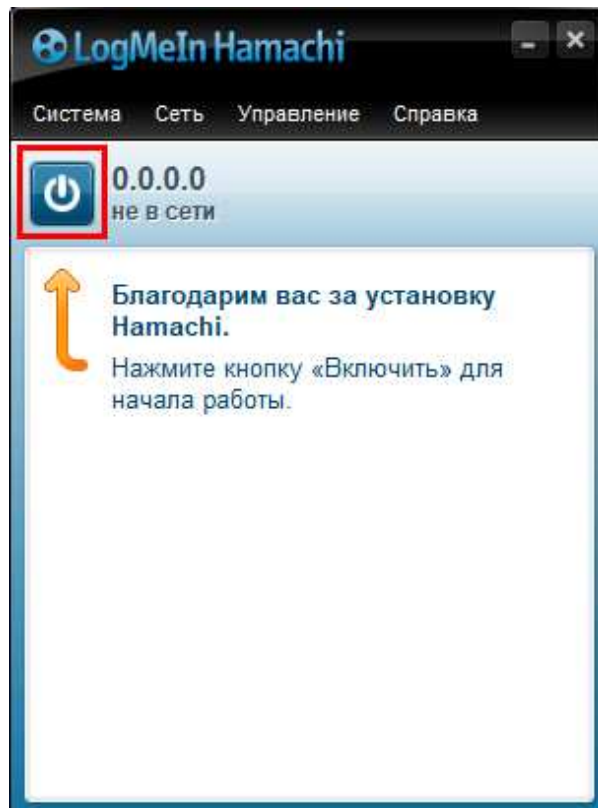 LogMeIn Hamachi
Система Сеть Управление Справка
0.0.0.0
не в сети
Благодарим вас за установку
Hamachi.
Нажмите кнопку «Включить» для
начала работы.